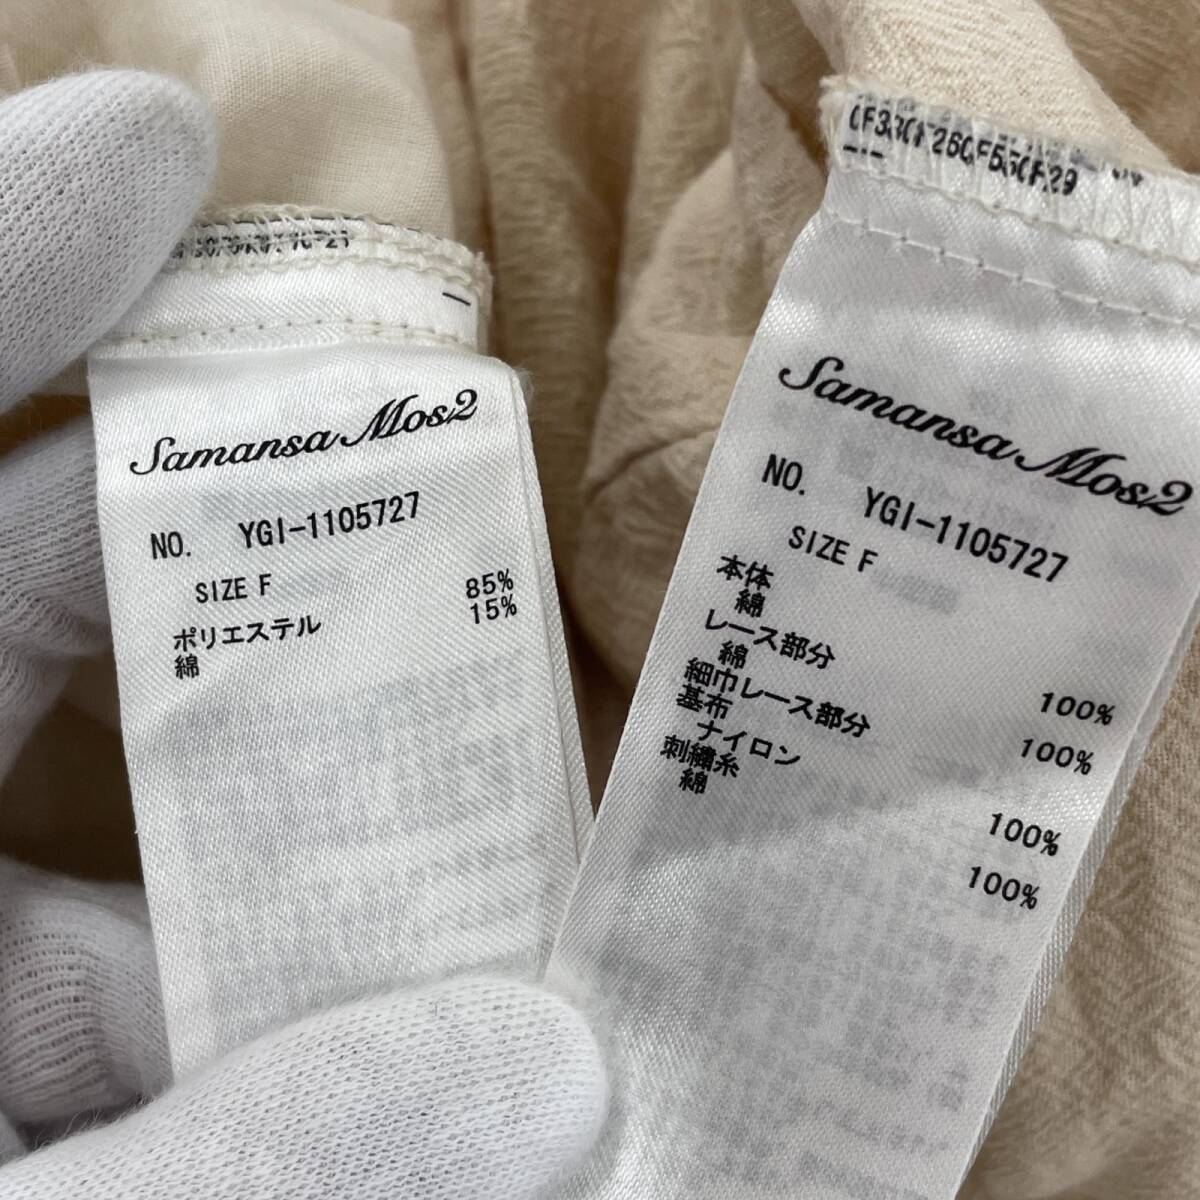 Samansa Mos2
NO. YGI-1105727
SIZE F
ポリエステル 85%
綿 15%
Samansa Mos2
NO. YGI-1105727
SIZE F
本体
綿 100%
レース部分
綿 100%
細巾レース部分
基布
ナイロン 100%
刺繍糸
綿 100%